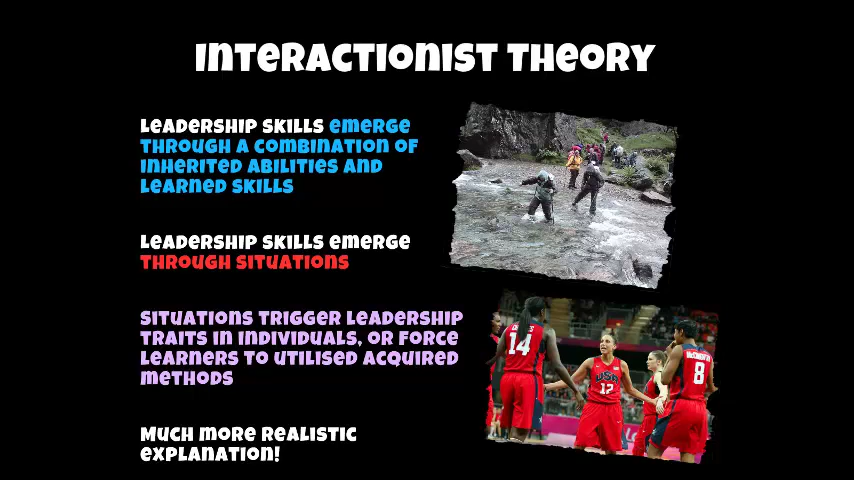 Interactionist Theory
Leadership skills emerge
through a combination of
inherited abilities and
learned skills
Leadership skills emerge
through situations
Situations trigger leadership
traits in individuals, or force
learners to utilised acquired
methods
Much more realistic
explanation!
14
USA
12
8